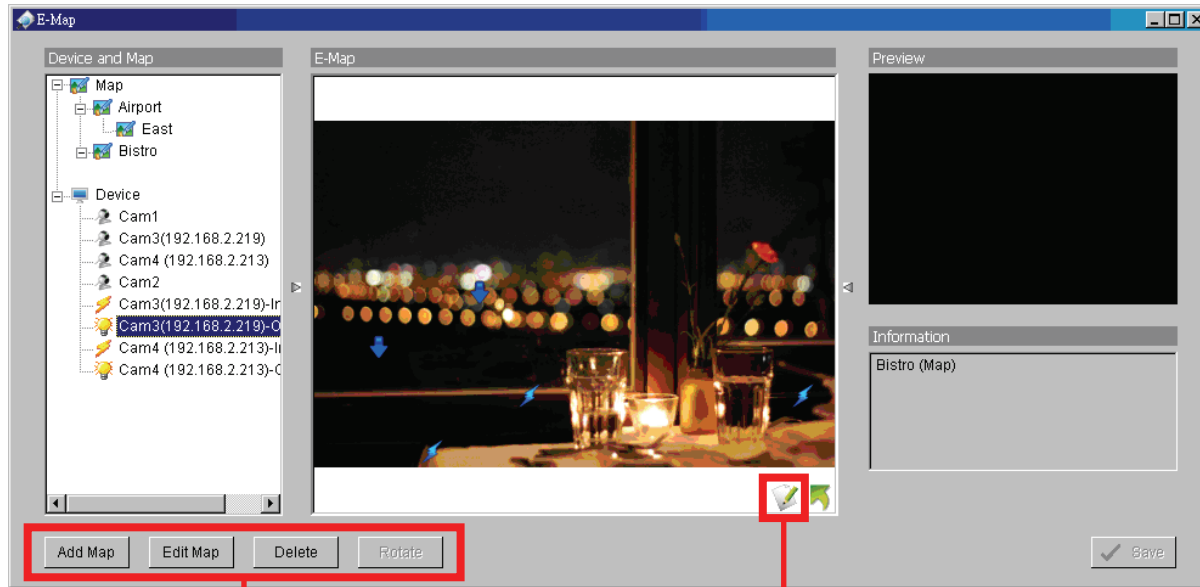 E-Map
Device and Map
Map
Airport
East
Bistro
Device
Cam1
Cam3(192.168.2.219)
Cam4 (192.168.2.213)
Cam2
Cam3(192.168.2.219)-In
Cam3(192.168.2.219)-O
Cam4 (192.168.2.213)-In
Cam4 (192.168.2.213)-O
E-Map
Preview
Information
Bistro (Map)
Add Map
Edit Map
Delete
Rotate
Save